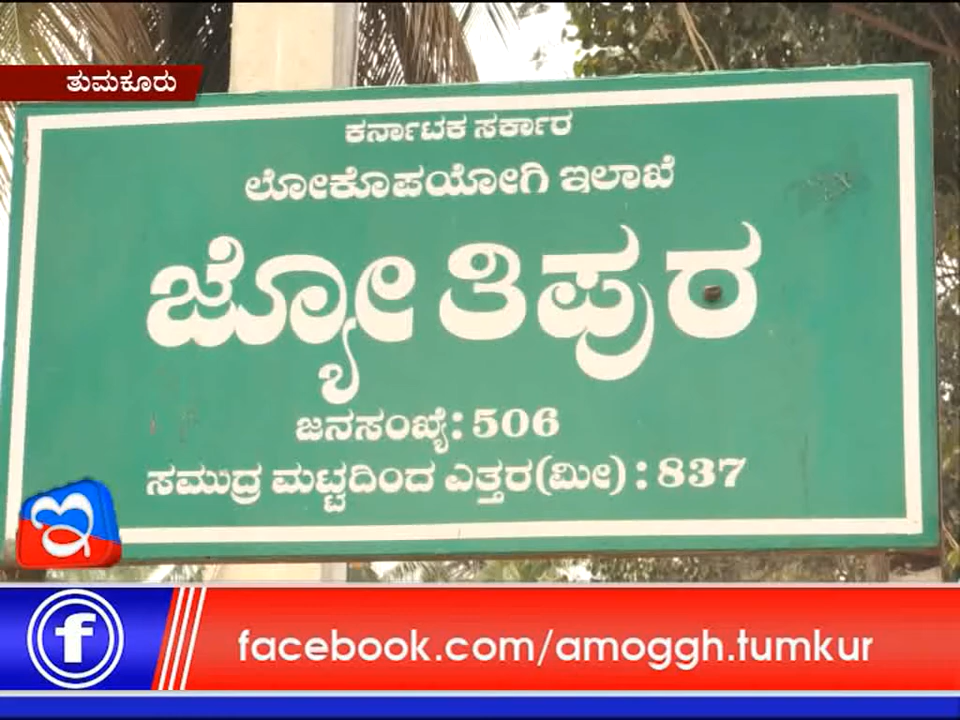 ತುಮಕೂರು
ಕರ್ನಾಟಕ ಸರ್ಕಾರ
ಲೋಕೊಪಯೋಗಿ ಇಲಾಖೆ
ಜ್ಯೋತಿಪುರ
ಜನಸಂಖ್ಯೆ: 506
ಸಮುದ್ರ ಮಟ್ಟದಿಂದ ಎತ್ತರ(ಮೀ): 837
ಇ
f facebook.com/amoggh.tumkur